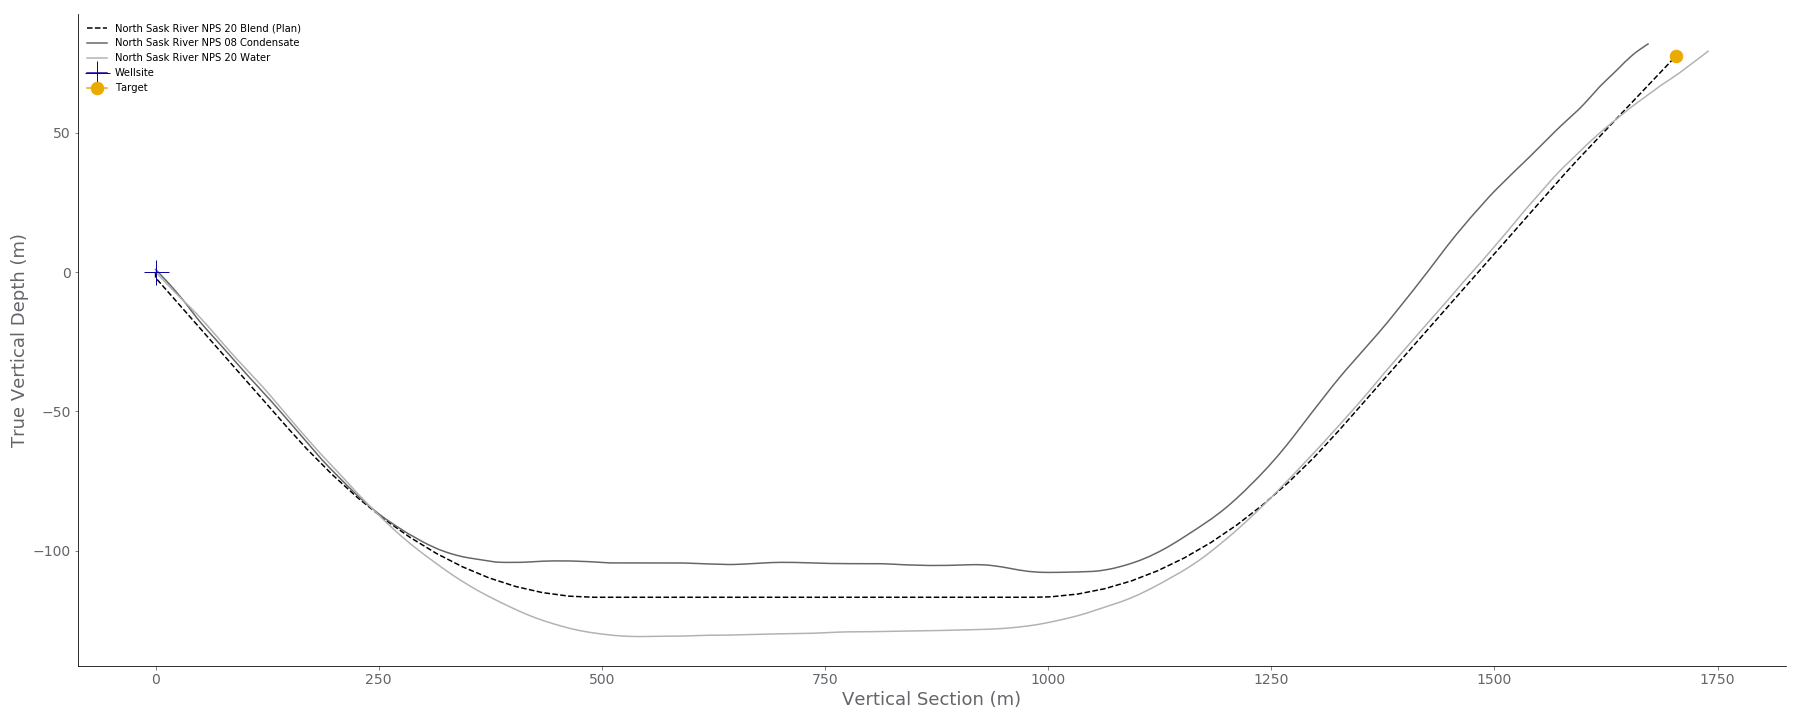 North Sask River NPS 20 Blend (Plan)
North Sask River NPS 08 Condensate
North Sask River NPS 20 Water
Wellsite
Target
True Vertical Depth (m)
50
0
−50
−100
0
250
500
750
1000
1250
1500
1750
Vertical Section (m)